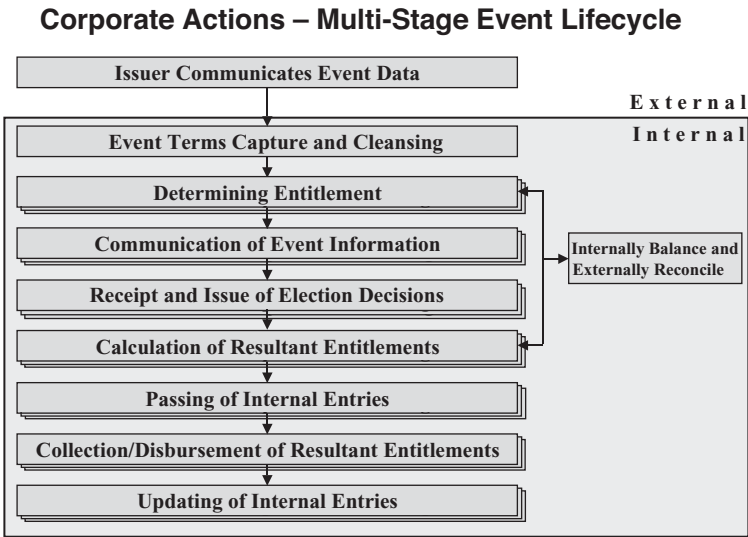 Corporate Actions – Multi-Stage Event Lifecycle
Issuer Communicates Event Data
External
Internal
Event Terms Capture and Cleansing
Determining Entitlement
Communication of Event Information
Internally Balance and
Externally Reconcile
Receipt and Issue of Election Decisions
Calculation of Resultant Entitlements
Passing of Internal Entries
Collection/Disbursement of Resultant Entitlements
Updating of Internal Entries